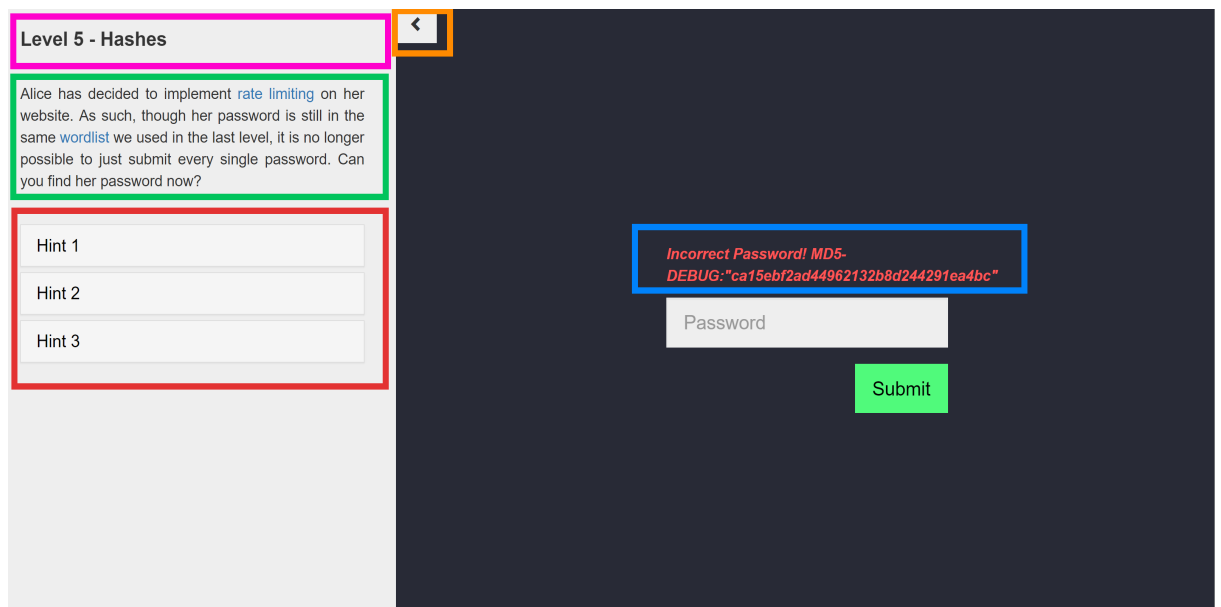 Level 5 - Hashes
Alice has decided to implement rate limiting on her
website. As such, though her password is still in the
same wordlist we used in the last level, it is no longer
possible to just submit every single password. Can
you find her password now?
Hint 1
Hint 2
Hint 3
Incorrect Password! MD5-
DEBUG:"ca15ebf2ad44962132b8d244291ea4bc"
Password
Submit